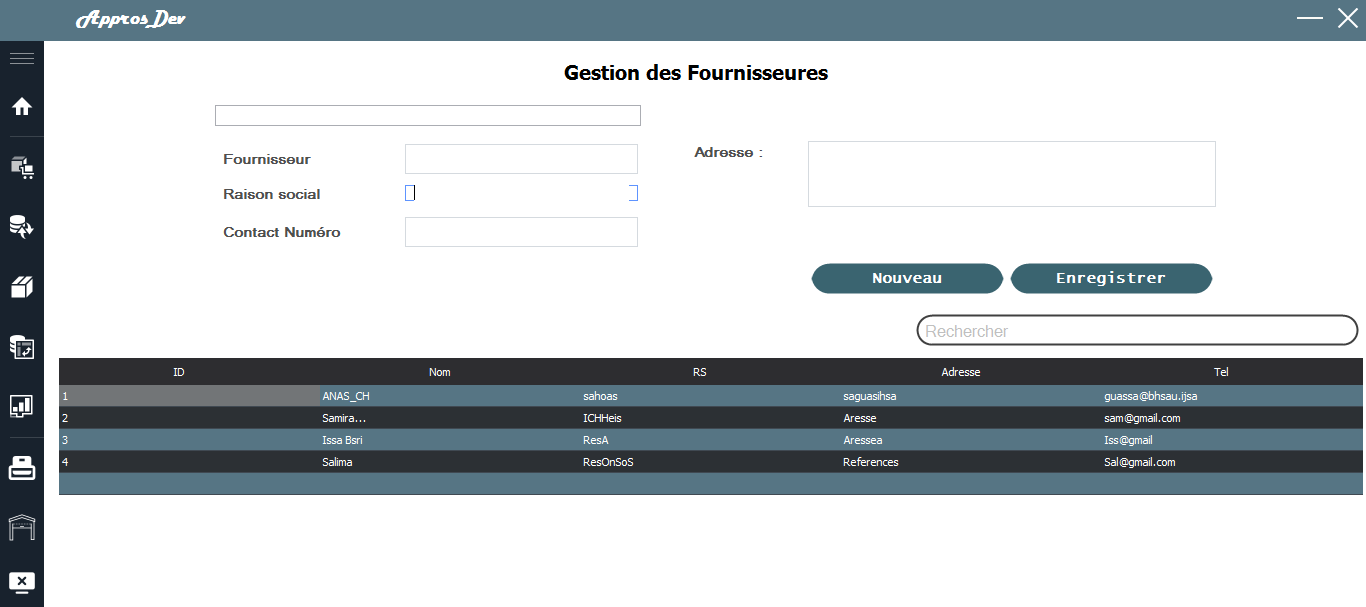 Appros Dev
Gestion des Fournisseures
Fournisseur
Adresse :
Raison social
Contact Numéro
Nouveau Enregistrer
Rechercher
ID Nom RS Adresse Tel
1 ANAS_CH sahoas saguasihsa guassa@bhsau.ijsa
2 Samira... ICHHeis Aresse sam@gmail.com
3 Issa Bsri ResA Aressea Iss@gmail
4 Salima ResOnSoS References Sal@gmail.com